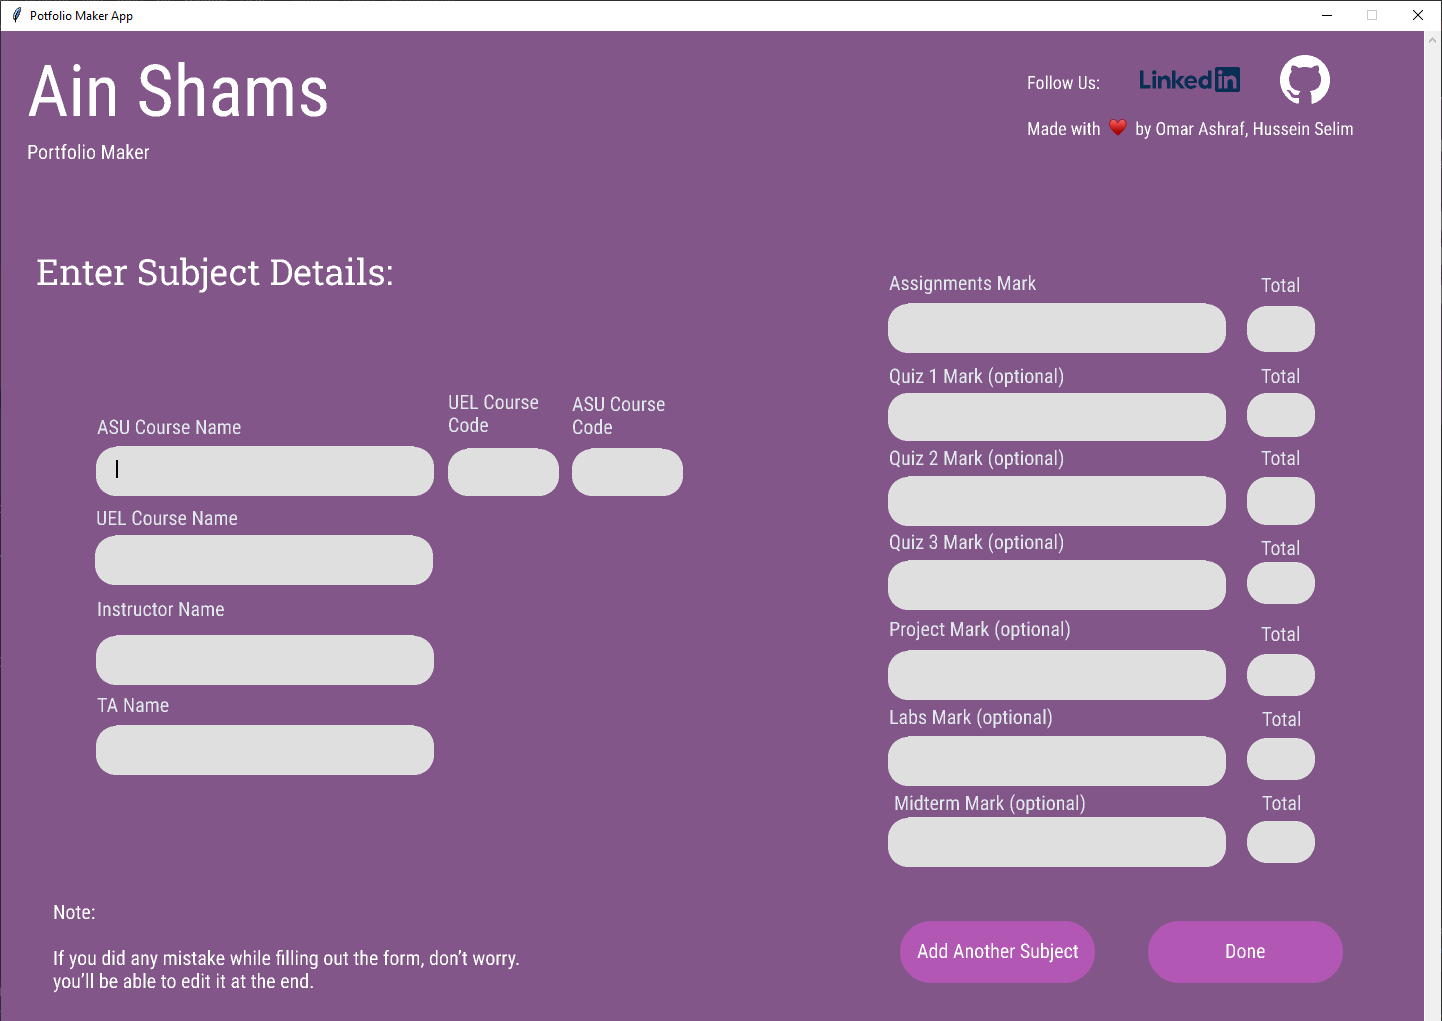 Potfolio Maker App
Ain Shams
Portfolio Maker
Follow Us:
Linkedin
Made with ❤ by Omar Ashraf, Hussein Selim
Enter Subject Details:
ASU Course Name
UEL Course
Code
ASU Course
Code
UEL Course Name
Instructor Name
TA Name
Assignments Mark
Total
Quiz 1 Mark (optional)
Total
Quiz 2 Mark (optional)
Total
Quiz 3 Mark (optional)
Total
Project Mark (optional)
Total
Labs Mark (optional)
Total
Midterm Mark (optional)
Total
Note:
If you did any mistake while filling out the form, don’t worry.
you’ll be able to edit it at the end.
Add Another Subject
Done